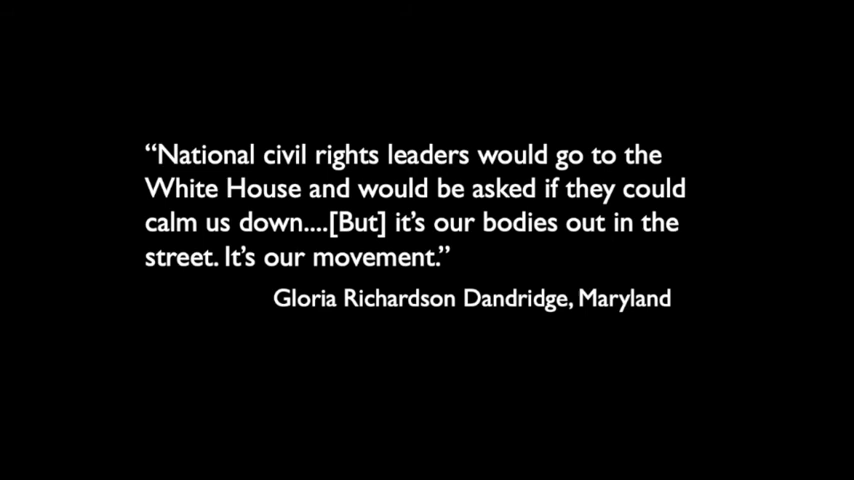 “National civil rights leaders would go to the
White House and would be asked if they could
calm us down....[But] it’s our bodies out in the
street. It’s our movement.”
Gloria Richardson Dandridge, Maryland